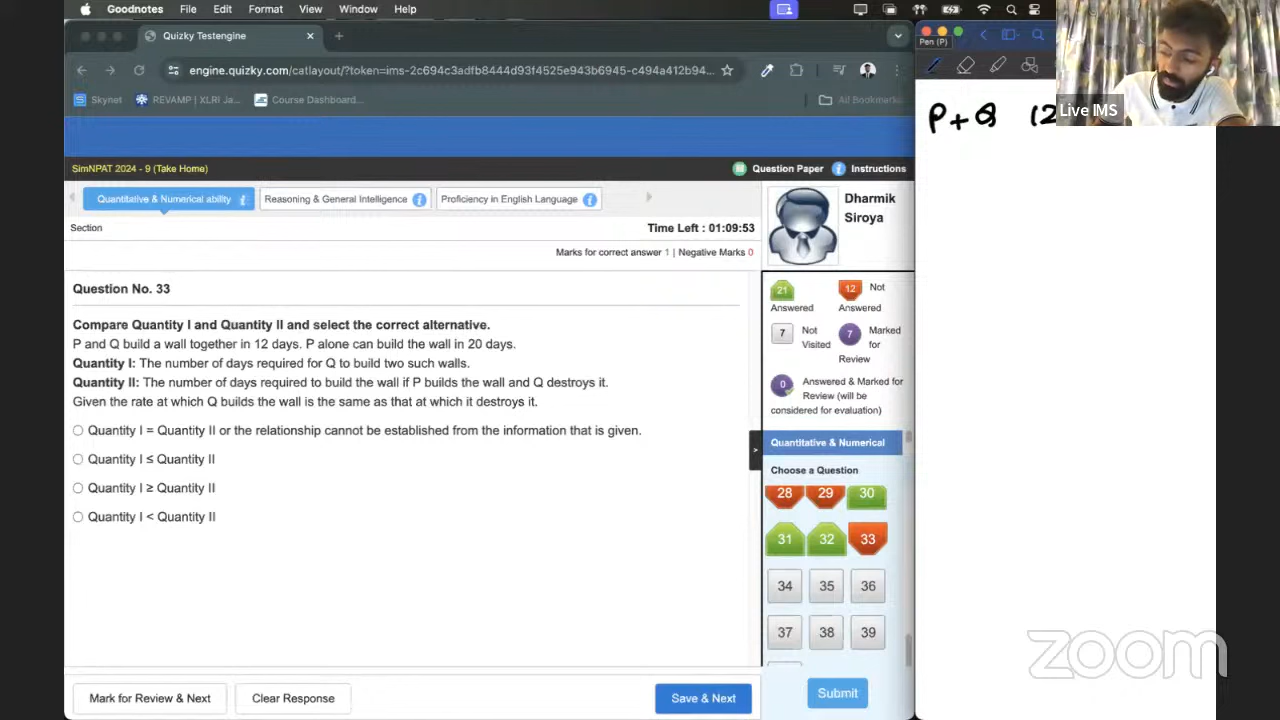 Goodnotes File Edit Format View Window Help
Quizky Testengine
Pen (P)
engine.quizky.com/catlayout/?token=ims-2c694c3adfb8444d93f4525e943b6945-c494a412b94...
Skynet REVAMP | XLRI Ja... Course Dashboard... All Bookmarks
P+Q 12
Live IMS
SimNPAT 2024 - 9 (Take Home) Question Paper Instructions
Quantitative & Numerical ability Reasoning & General Intelligence Proficiency in English Language
Dharmik
Siroya
Section Time Left : 01:09:53
Marks for correct answer 1 | Negative Marks 0
Question No. 33
Compare Quantity I and Quantity II and select the correct alternative.
P and Q build a wall together in 12 days. P alone can build the wall in 20 days.
Quantity I: The number of days required for Q to build two such walls.
Quantity II: The number of days required to build the wall if P builds the wall and Q destroys it.
Given the rate at which Q builds the wall is the same as that at which it destroys it.
Quantity I = Quantity II or the relationship cannot be established from the information that is given.
Quantity I ≤ Quantity II
Quantity I ≥ Quantity II
Quantity I < Quantity II
21 Answered
12 Not Answered
7 Not Visited
7 Marked for Review
0 Answered & Marked for Review (will be considered for evaluation)
Quantitative & Numerical
Choose a Question
28 29 30
31 32 33
34 35 36
37 38 39
Mark for Review & Next Clear Response Save & Next Submit
zoom